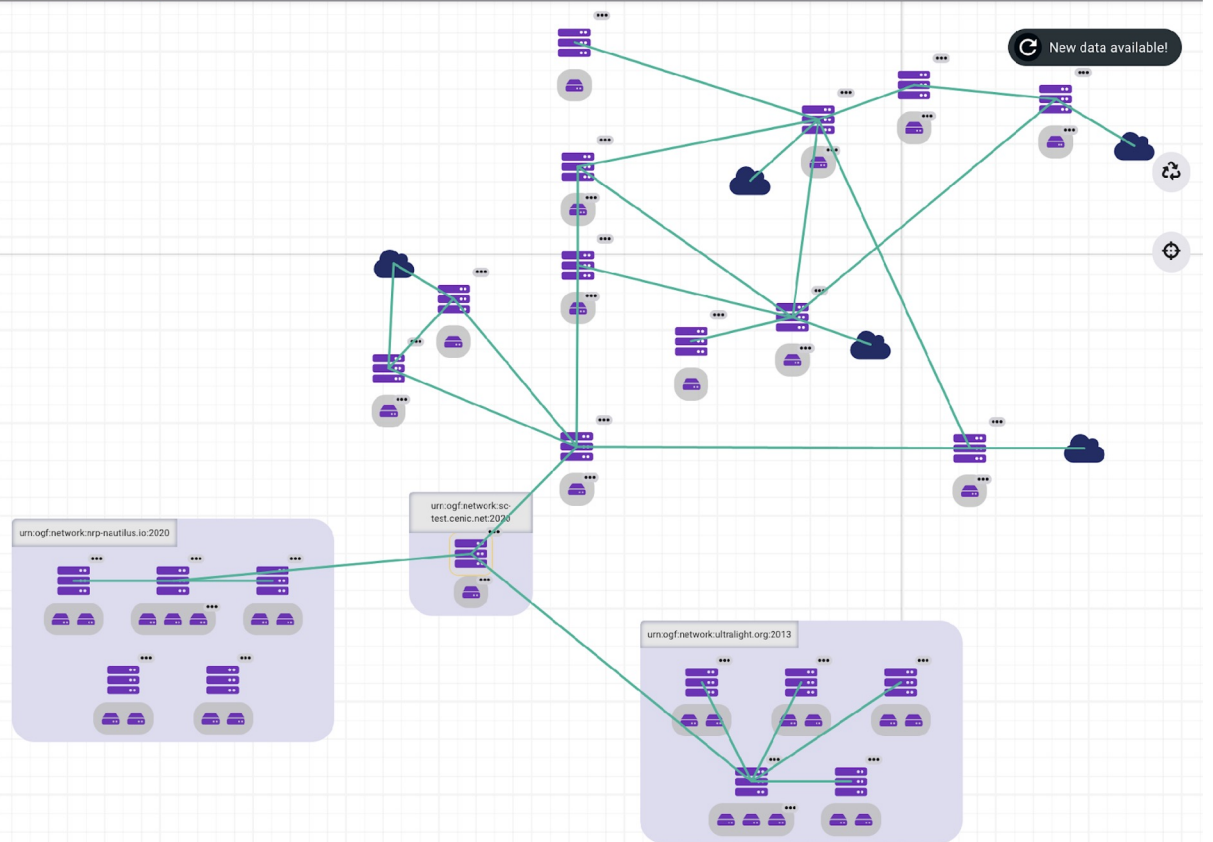 New data available!
urn:ogf:network:sc-
test.cenic.net:2020
urn:ogf:network:nrp-nautilus.io:2020
urn:ogf:network:ultralight.org:2013